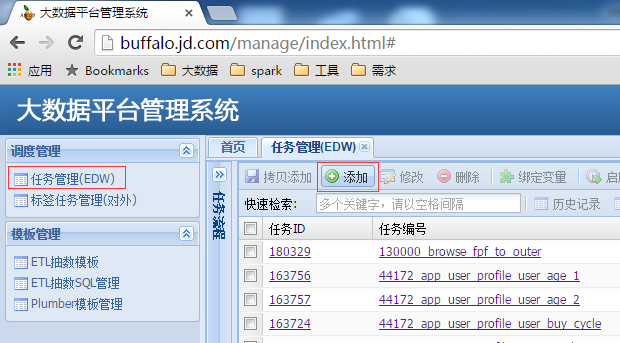 大数据平台管理系统
buffalo.jd.com/manage/index.html#
应用 Bookmarks 大数据 spark 工具 需求
大数据平台管理系统
调度管理
任务管理(EDW)
标签任务管理(对外)
模板管理
ETL抽数模板
ETL抽数SQL管理
Plumber模板管理
任务流程
首页 任务管理(EDW)
拷贝添加 添加 修改 删除 绑定变量
快速检索: 多个关键字，请以空格间隔 历史记录
任务ID 任务编号
180329 130000_browse_fpf_to_outer
163756 44172_app_user_profile_user_age_1
163757 44172_app_user_profile_user_age_2
163724 44172_app_user_profile_user_buy_cycle